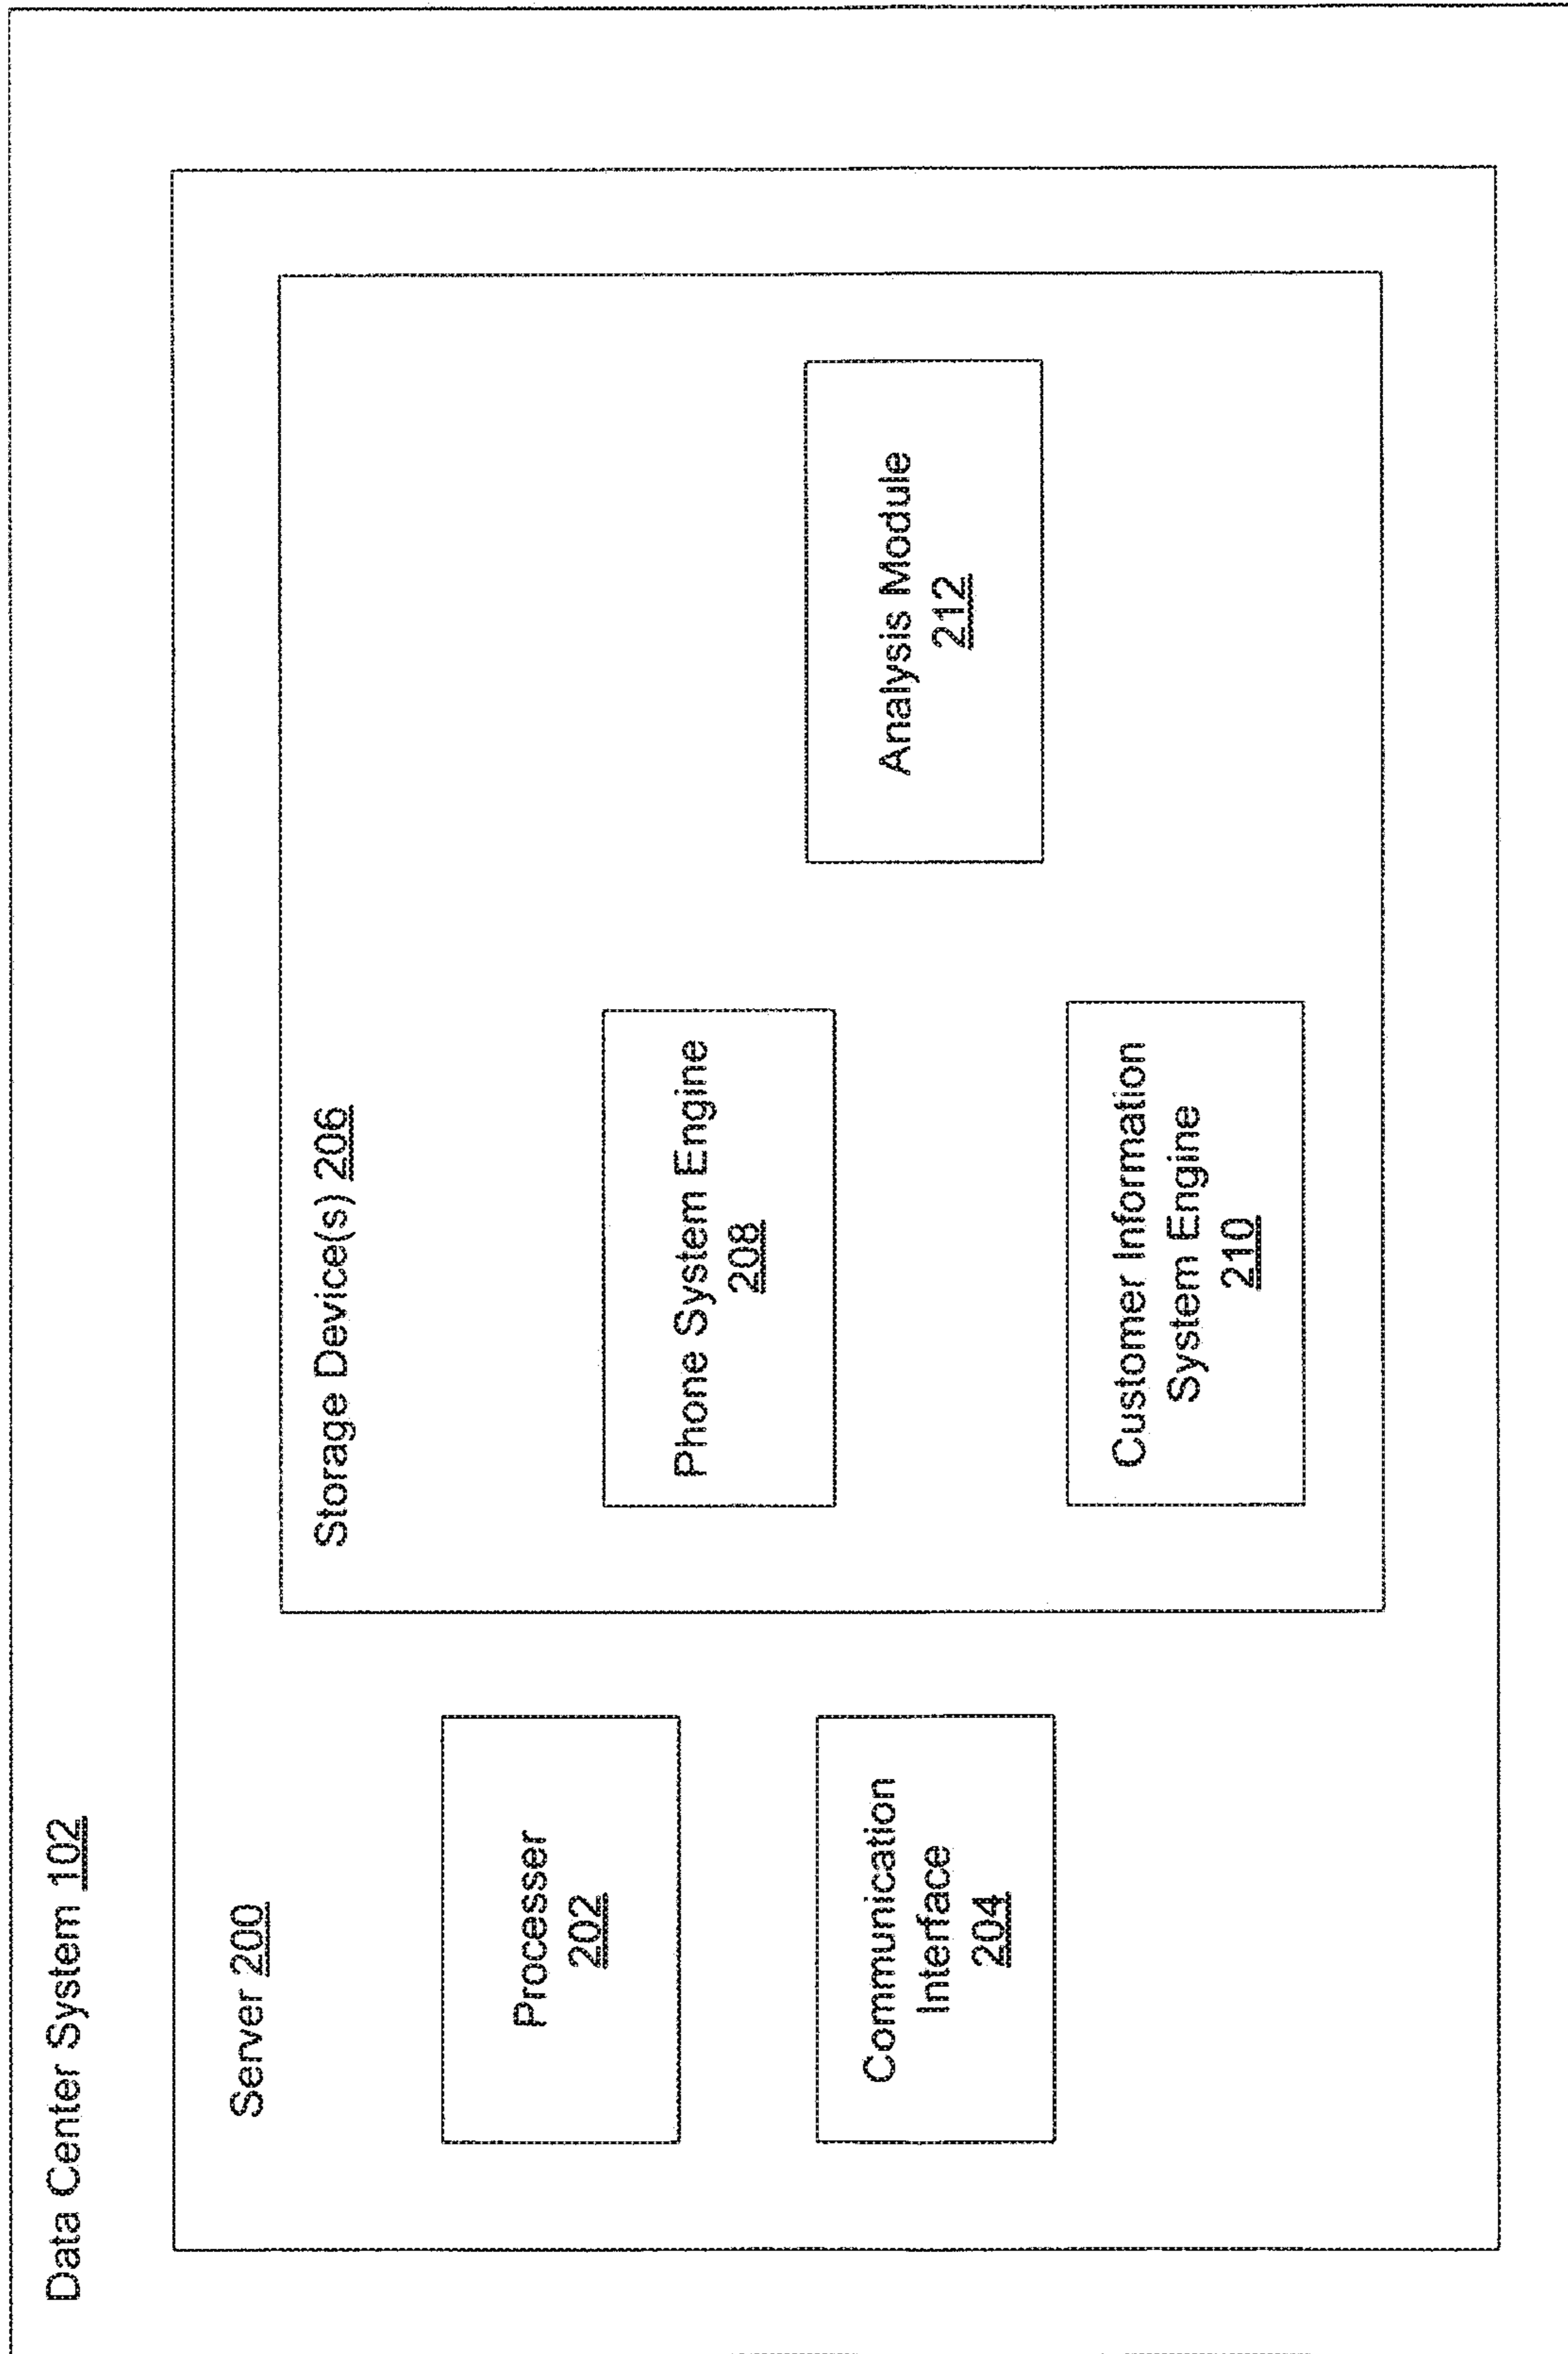 Data Center System 102
Server 200
Processer
202
Communication
Interface
204
Storage Device(s) 206
Phone System Engine
208
Customer Information
System Engine
210
Analysis Module
212